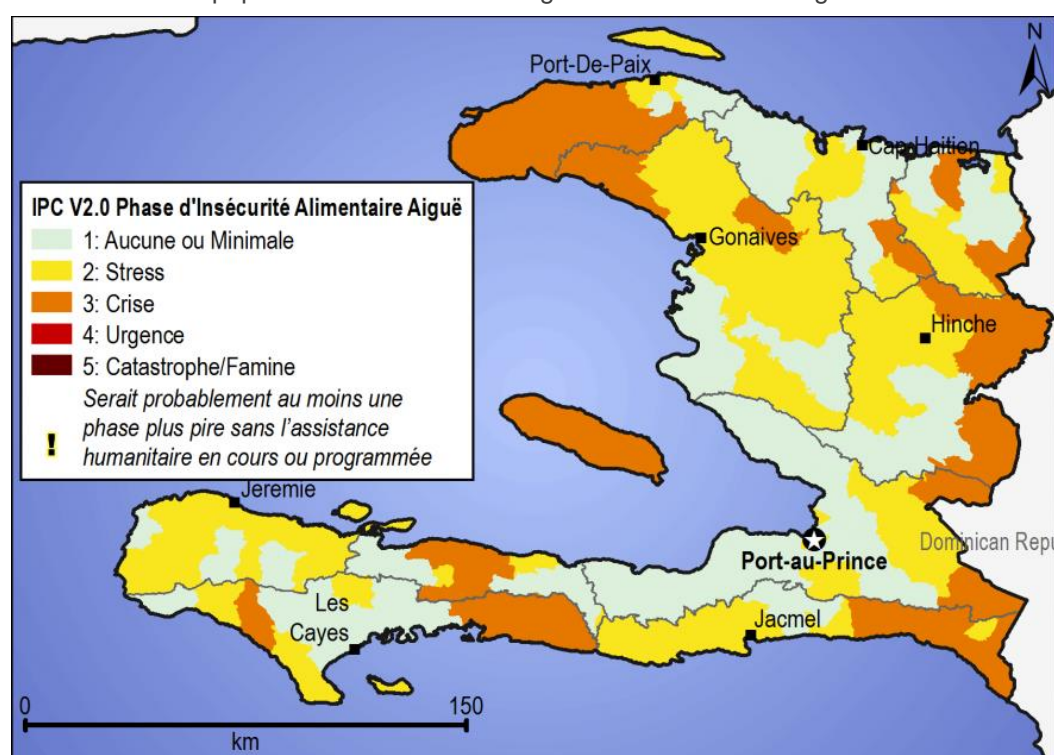 N
Port-De-Paix
Cap-Haitien
IPC V2.0 Phase d'Insécurité Alimentaire Aiguë
1: Aucune ou Minimale
2: Stress
3: Crise
4: Urgence
5: Catastrophe/Famine
Serait probablement au moins une
phase plus pire sans l'assistance
! humanitaire en cours ou programmée
Gonaives
Hinche
Jeremie
Port-au-Prince
Dominican Repu
Les
Cayes
Jacmel
0 150
km